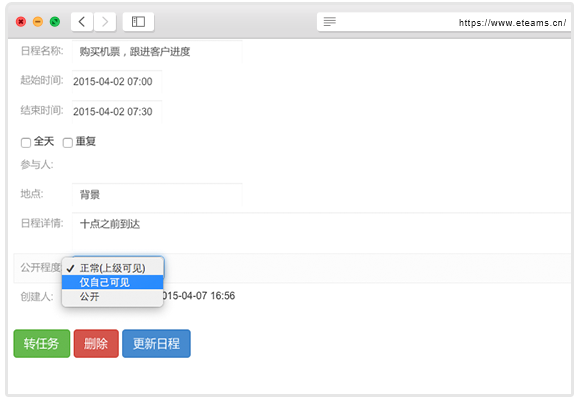 https://www.eteams.cn/
日程名称: 购买机票，跟进客户进度
起始时间: 2015-04-02 07:00
结束时间: 2015-04-02 07:30
全天 重复
参与人:
地点: 背景
日程详情: 十点之前到达
公开程度 ✓ 正常(上级可见)
仅自己可见
公开
创建人: 015-04-07 16:56
转任务 删除 更新日程